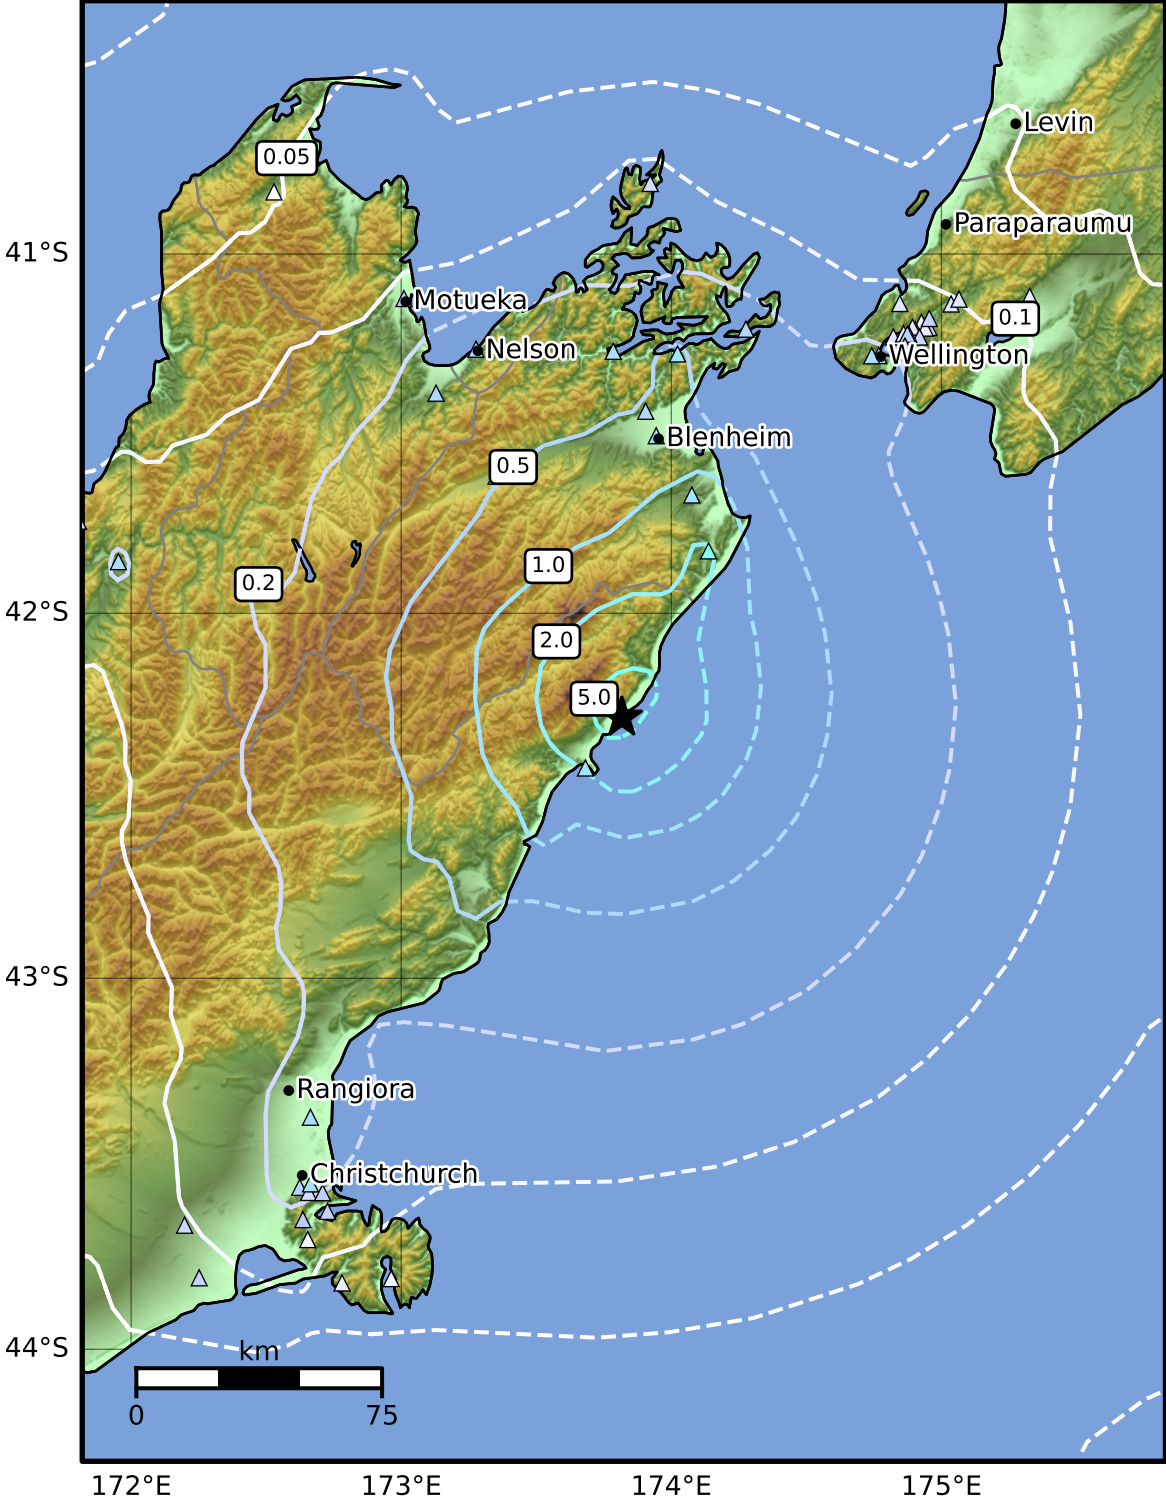 Levin
0.05
Paraparaumu
41°S
Motueka
0.1
Nelson
Wellington
Blenheim
0.5
1.0
0.2
42°S
2.0
5.0
43°S
Rangiora
Christchurch
44°S
km
0 75
172°E 173°E 174°E 175°E